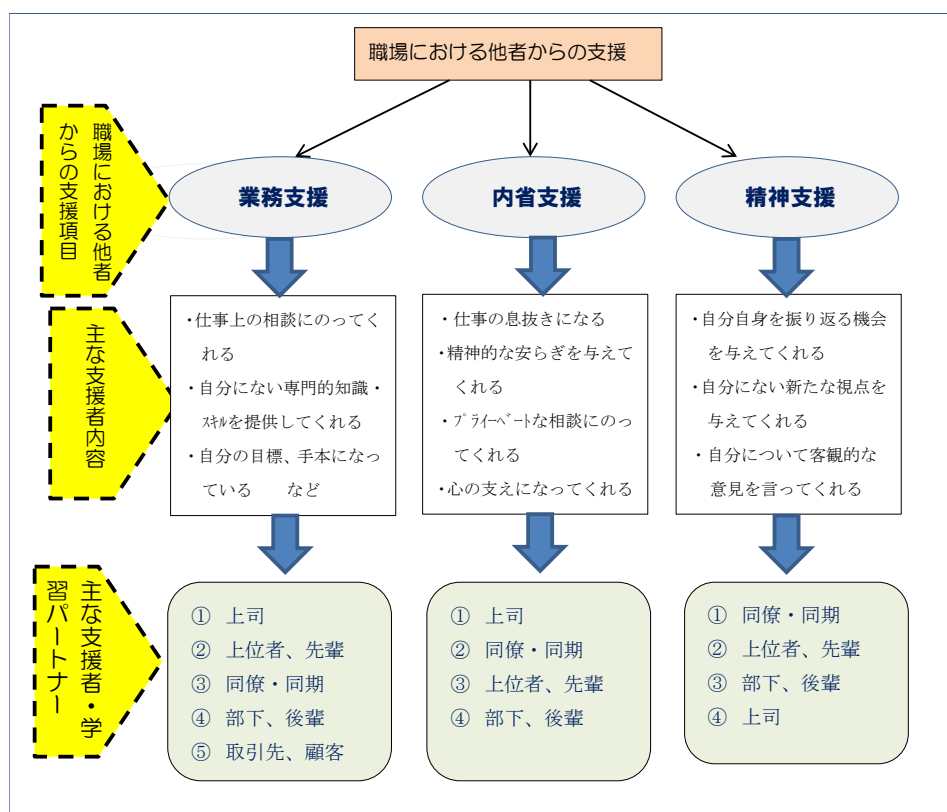 職場における他者からの支援
職場における他者
からの支援項目
業務支援
内省支援
精神支援
主な支援者内容
・仕事上の相談にのってく
れる
・自分にない専門的知識・
ｽｷﾙを提供してくれる
・自分の目標、手本になっ
ている　　など
・仕事の息抜きになる
・精神的な安らぎを与えて
くれる
・ﾌﾟﾗｲｰﾍﾞｰﾄな相談にのっ
てくれる
・心の支えになってくれる
・自分自身を振り返る機会
を与えてくれる
・自分にない新たな視点を
与えてくれる
・自分について客観的な
意見を言ってくれる
主な支援者・学
習パートナー
① 上司
② 上位者、先輩
③ 同僚・同期
④ 部下、後輩
⑤ 取引先、顧客
① 上司
② 同僚・同期
③ 上位者、先輩
④ 部下、後輩
① 同僚・同期
② 上位者、先輩
③ 部下、後輩
④ 上司